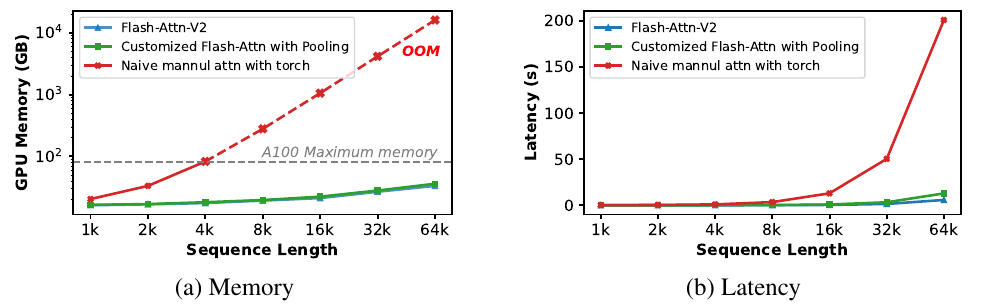 GPU Memory (GB)
10^4
10^3
10^2
Flash-Attn-V2
Customized Flash-Attn with Pooling
Naive mannul attn with torch
OOM
A100 Maximum memory
1k 2k 4k 8k 16k 32k 64k
Sequence Length
(a) Memory
Latency (s)
200
150
100
50
0
Flash-Attn-V2
Customized Flash-Attn with Pooling
Naive mannul attn with torch
1k 2k 4k 8k 16k 32k 64k
Sequence Length
(b) Latency